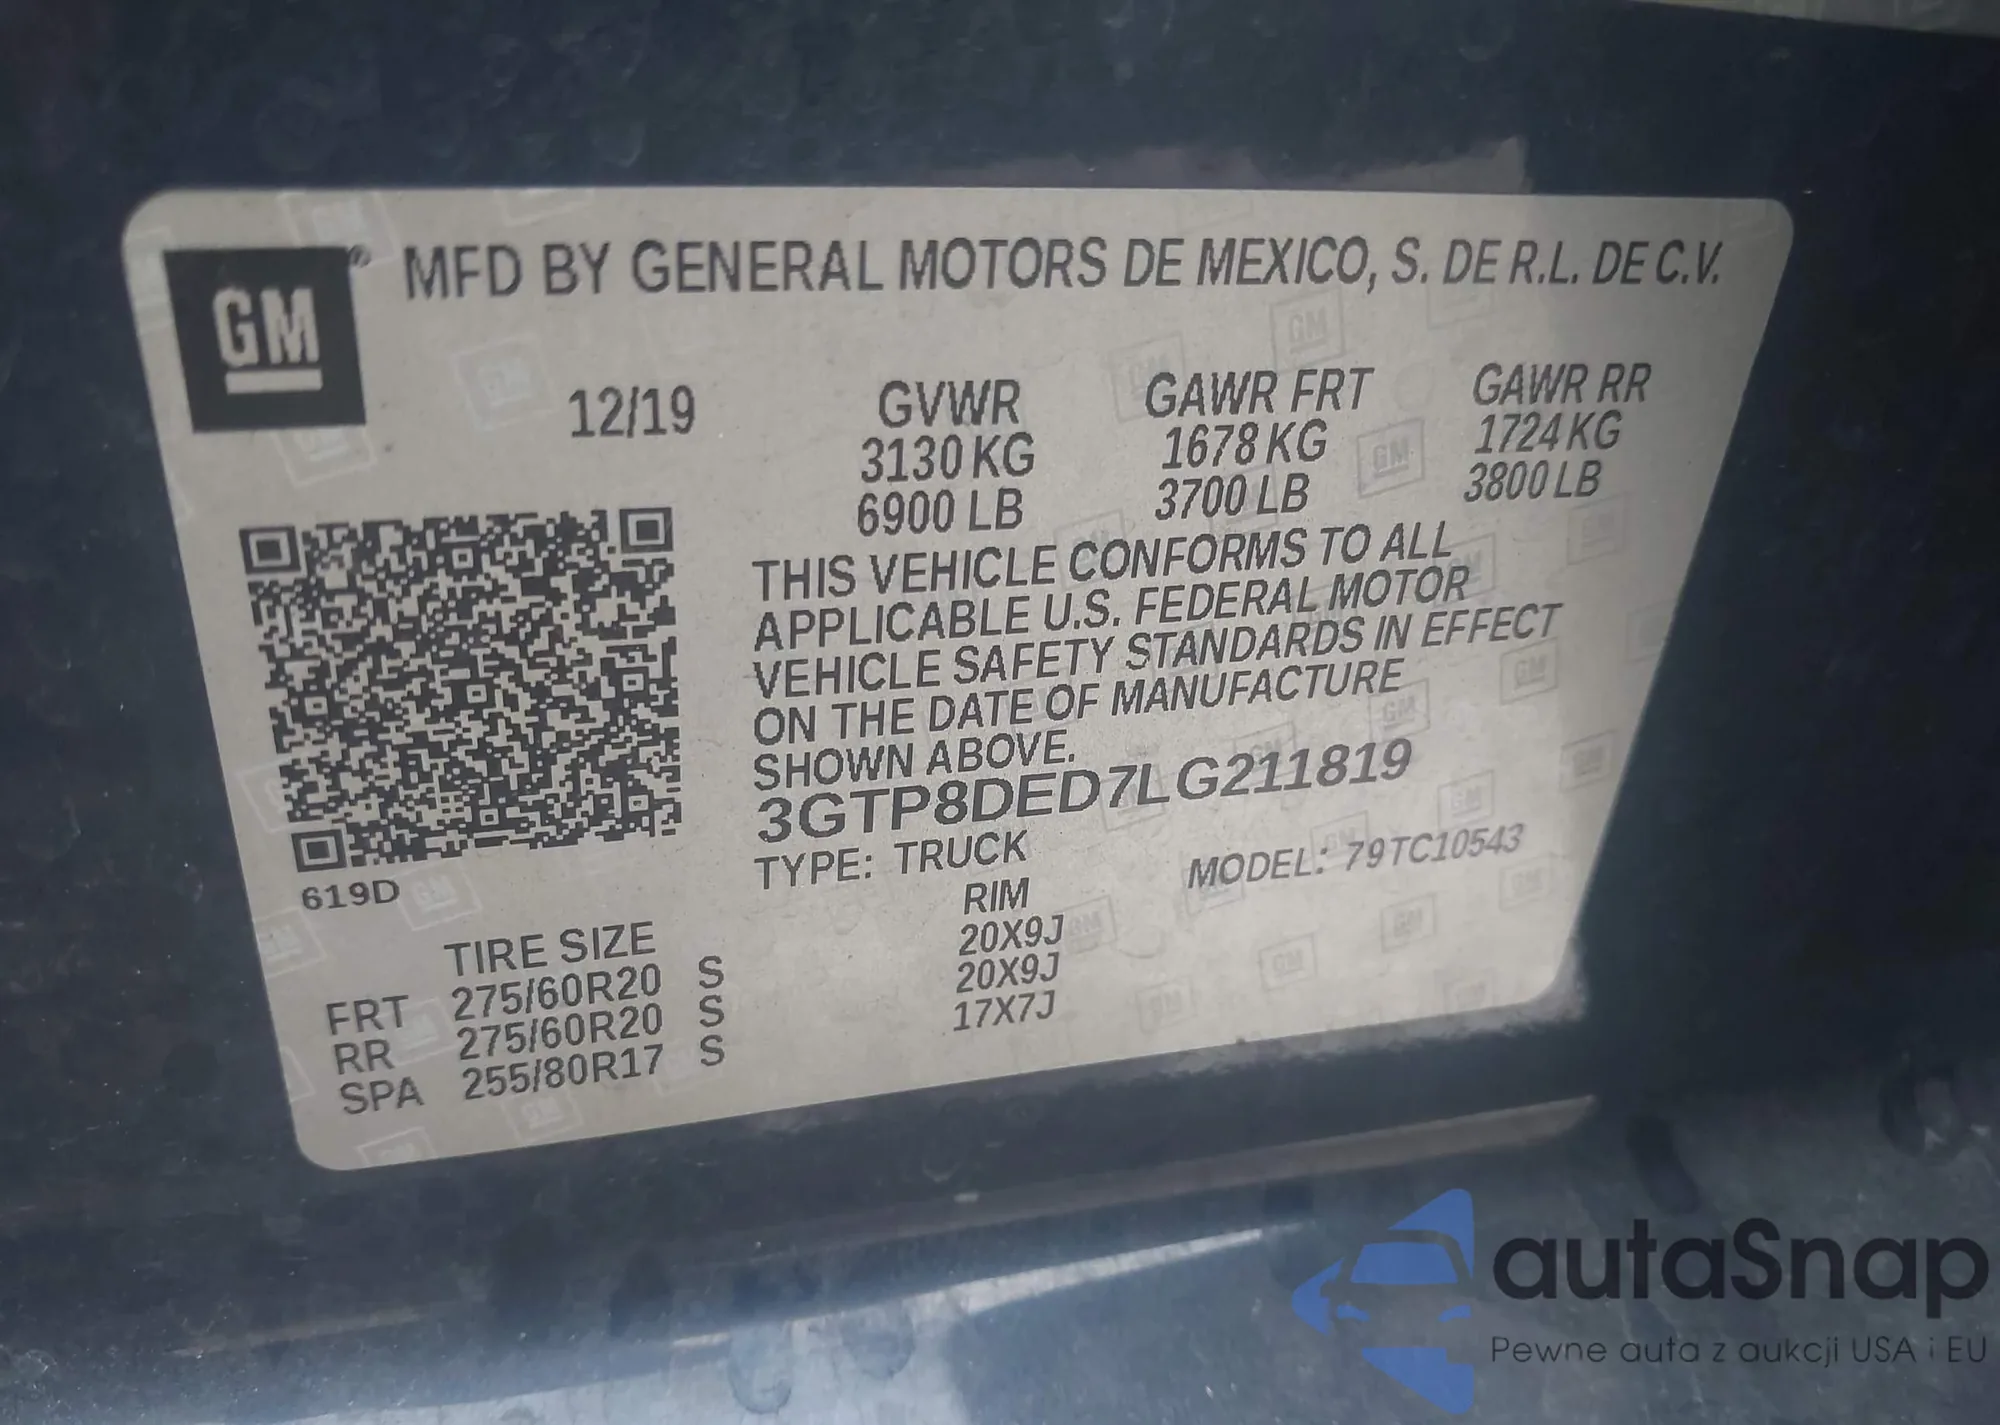 GM® MFD BY GENERAL MOTORS DE MEXICO, S. DE R.L. DE C.V.
12/19 GVWR GAWR FRT GAWR RR
3130 KG 1678 KG 1724 KG
6900 LB 3700 LB 3800 LB
THIS VEHICLE CONFORMS TO ALL
APPLICABLE U.S. FEDERAL MOTOR
VEHICLE SAFETY STANDARDS IN EFFECT
ON THE DATE OF MANUFACTURE
SHOWN ABOVE.
3GTP8DED7LG211819
TYPE: TRUCK MODEL: 79TC10543
619D
TIRE SIZE RIM
FRT 275/60R20 S 20X9J
RR 275/60R20 S 20X9J
SPA 255/80R17 S 17X7J
autaSnap
Pewne auta z aukcji USA i EU